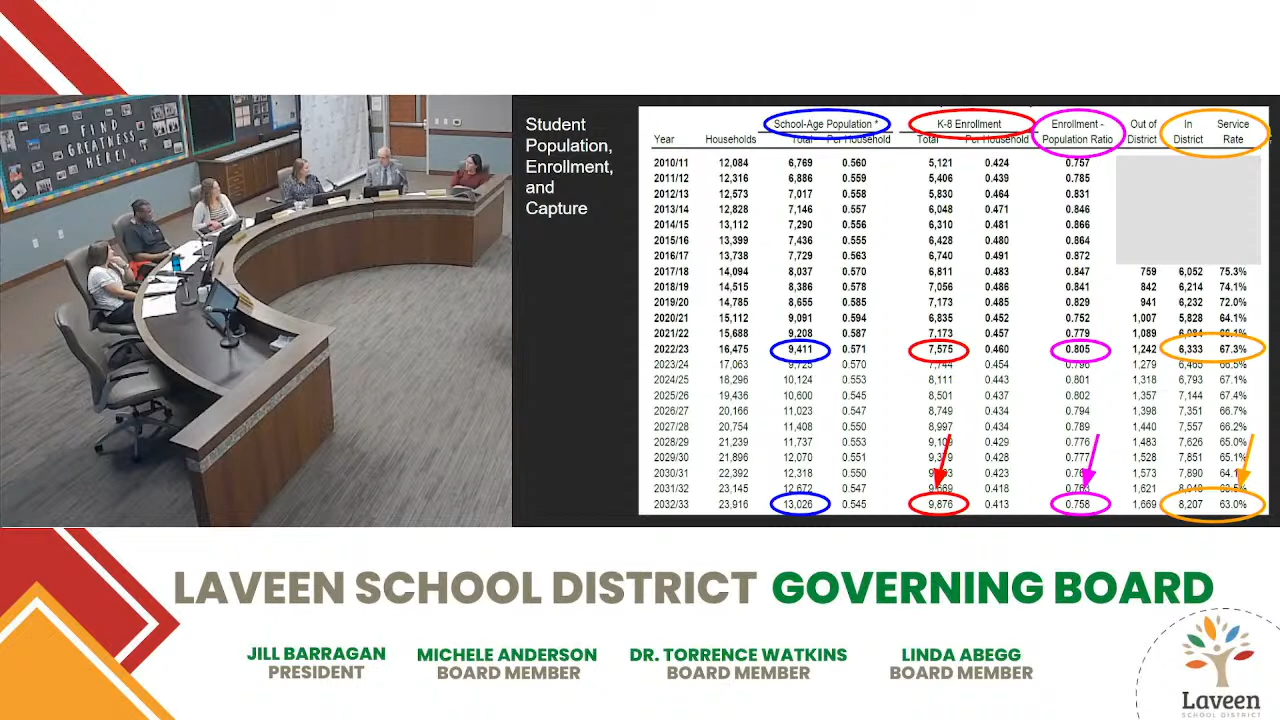 FIND
GREATNESS
HERE!
Student
Population,
Enrollment,
and
Capture
School-Age Population * K-8 Enrollment Enrollment - Out of In Service
Year Households Total Per Household Total Per Household Population Ratio District District Rate
2010/11 12,084 6,769 0.560 5,121 0.424 0.757
2011/12 12,316 6,886 0.559 5,406 0.439 0.785
2012/13 12,573 7,017 0.558 5,830 0.464 0.831
2013/14 12,828 7,146 0.557 6,048 0.471 0.846
2014/15 13,112 7,290 0.556 6,310 0.481 0.866
2015/16 13,399 7,436 0.555 6,428 0.480 0.864
2016/17 13,738 7,729 0.563 6,740 0.491 0.872
2017/18 14,094 8,037 0.570 6,811 0.483 0.847 759 6,052 75.3%
2018/19 14,515 8,386 0.578 7,056 0.486 0.841 842 6,214 74.1%
2019/20 14,785 8,655 0.585 7,173 0.485 0.829 941 6,232 72.0%
2020/21 15,112 9,091 0.594 6,835 0.452 0.752 1,007 5,828 64.1%
2021/22 15,688 9,208 0.587 7,173 0.457 0.779 1,089 6,084 66.1%
2022/23 16,475 9,411 0.571 7,575 0.460 0.805 1,242 6,333 67.3%
2023/24 17,063 9,725 0.570 7,744 0.454 0.796 1,279 6,465 66.5%
2024/25 18,296 10,124 0.553 8,111 0.443 0.801 1,318 6,793 67.1%
2025/26 19,436 10,600 0.545 8,501 0.437 0.802 1,357 7,144 67.4%
2026/27 20,166 11,023 0.547 8,749 0.434 0.794 1,398 7,351 66.7%
2027/28 20,754 11,408 0.550 8,997 0.434 0.789 1,440 7,557 66.2%
2028/29 21,239 11,737 0.553 0.429 0.776 1,483 7,626 65.0%
2029/30 21,896 12,070 0.551 0.428 0.777 1,528 7,851 65.1%
2030/31 22,392 12,318 0.550 0.423 1,573 7,890
2031/32 23,145 12,672 0.547 0.418 1,621
2032/33 23,916 13,026 0.545 9,876 0.413 0.758 1,669 8,207 63.0%
LAVEEN SCHOOL DISTRICT GOVERNING BOARD
JILL BARRAGAN MICHELE ANDERSON DR. TORRENCE WATKINS LINDA ABEGG
PRESIDENT BOARD MEMBER BOARD MEMBER BOARD MEMBER
Laveen
SCHOOL DISTRICT